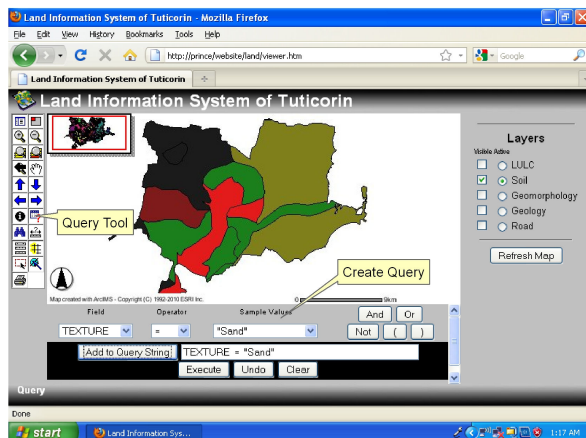 Land Information System of Tuticorin - Mozilla Firefox
File Edit View History Bookmarks Tools Help
http://prince/website/land/viewer.htm
Google
Land Information System of Tuticorin
Land Information System of Tuticorin
Layers
Visible Active
LULC
Soil
Geomorphology
Geology
Road
Refresh Map
Query Tool
Create Query
Map created with ArcIMS - Copyright (C) 1992-2010 ESRI Inc.
0 9km
Field Operator Sample Values
And Or
TEXTURE = "Sand"
Not ( )
Add to Query String TEXTURE = "Sand"
Execute Undo Clear
Query
Done
start Land Information Sys... 1:17 AM